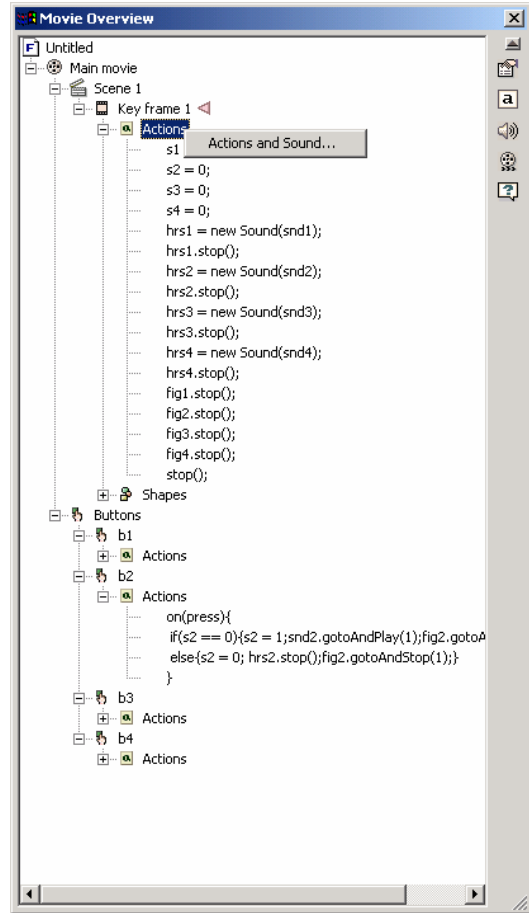 Movie Overview
Untitled
Main movie
Scene 1
Key frame 1
Actions
Actions and Sound...
s1
s2 = 0;
s3 = 0;
s4 = 0;
hrs1 = new Sound(snd1);
hrs1.stop();
hrs2 = new Sound(snd2);
hrs2.stop();
hrs3 = new Sound(snd3);
hrs3.stop();
hrs4 = new Sound(snd4);
hrs4.stop();
fig1.stop();
fig2.stop();
fig3.stop();
fig4.stop();
stop();
Shapes
Buttons
b1
Actions
b2
Actions
on(press){
if(s2 == 0){s2 = 1;snd2.gotoAndPlay(1);fig2.gotoA
else{s2 = 0; hrs2.stop();fig2.gotoAndStop(1);}
}
b3
Actions
b4
Actions